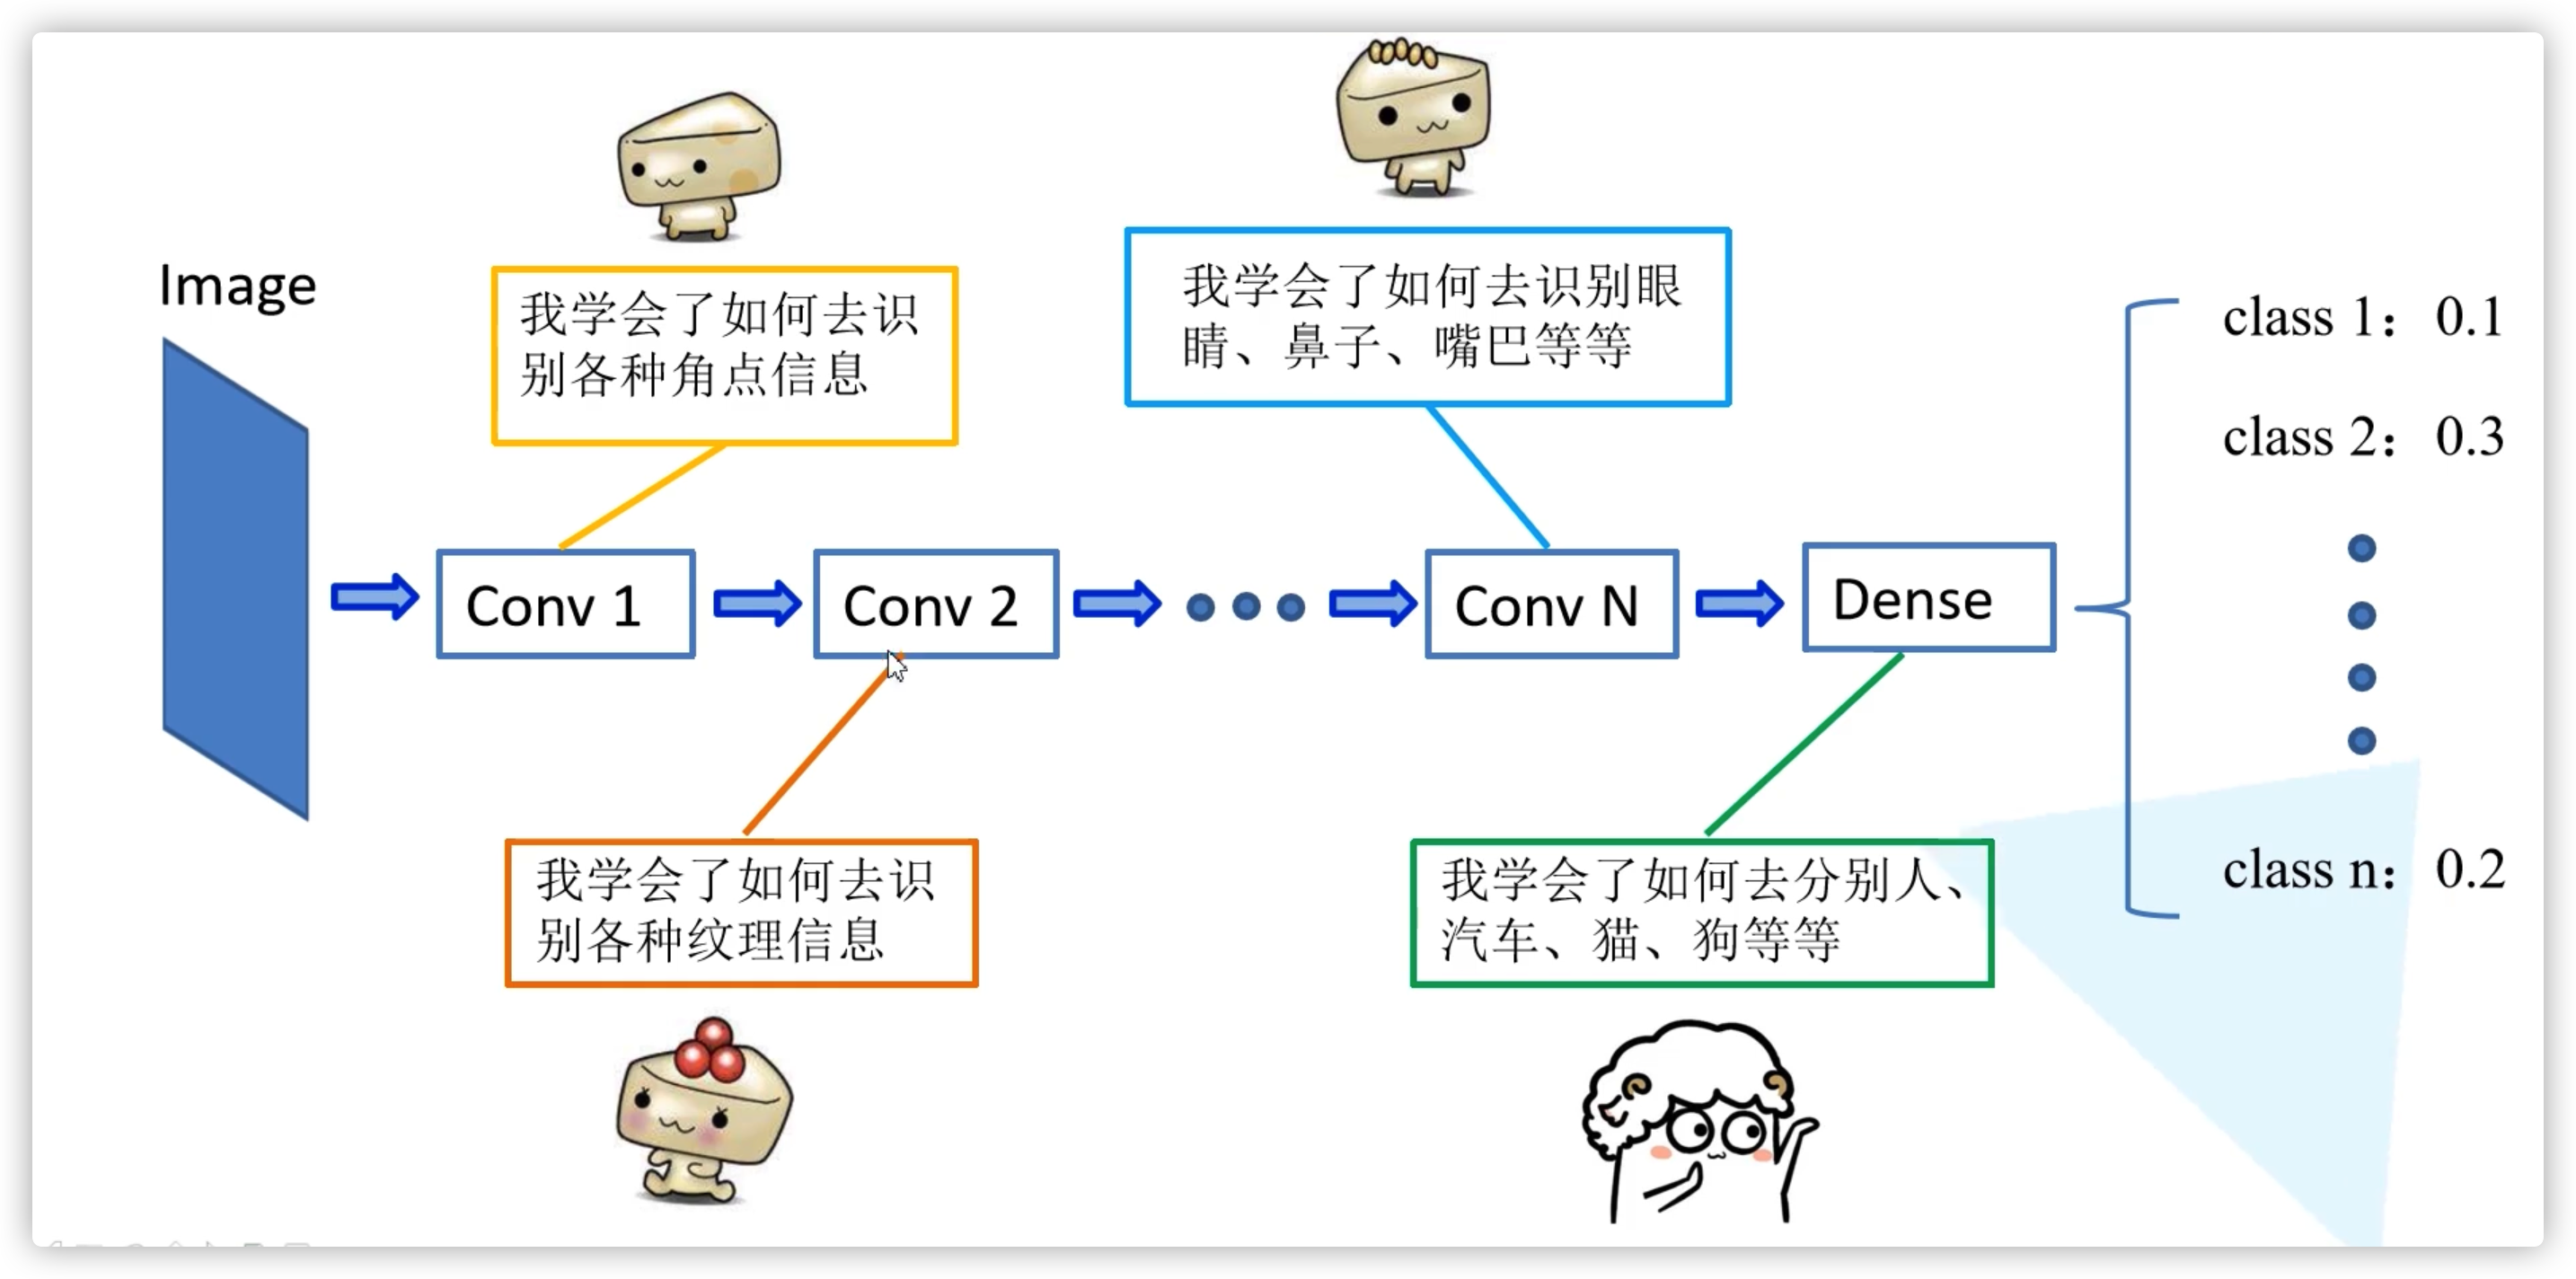 Image
我学会了如何去识
别各种角点信息
我学会了如何去识别眼
睛、鼻子、嘴巴等等
Conv 1
Conv 2
Conv N
Dense
我学会了如何去识
别各种纹理信息
我学会了如何去分别人、
汽车、猫、狗等等
class 1：0.1
class 2：0.3
class n：0.2